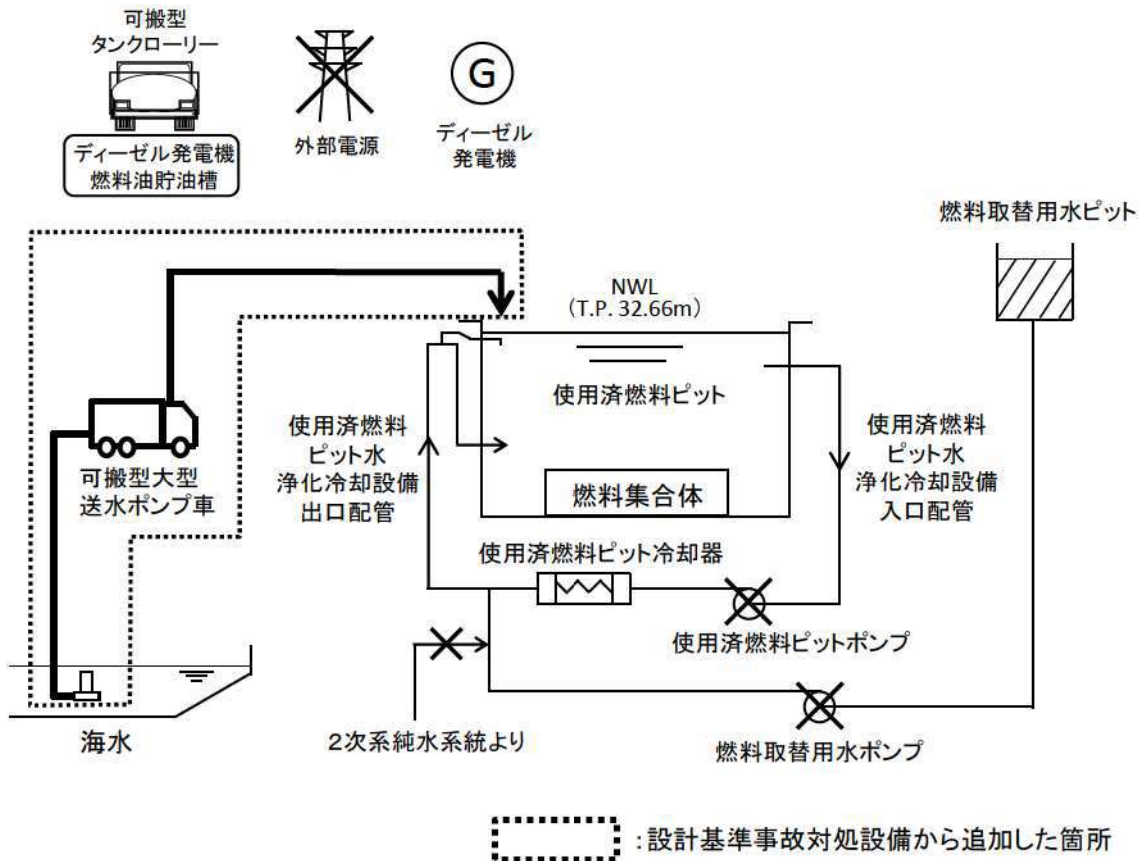 可搬型
タンクローリー
ディーゼル発電機
燃料油貯油槽
外部電源
G
ディーゼル
発電機
燃料取替用水ピット
NWL
(T.P. 32.66m)
使用済燃料ピット
可搬型大型
送水ポンプ車
使用済燃料
ピット水
浄化冷却設備
出口配管
燃料集合体
使用済燃料
ピット水
浄化冷却設備
入口配管
使用済燃料ピット冷却器
使用済燃料ピットポンプ
海水
2次系純水系統より
燃料取替用水ポンプ
:設計基準事故対処設備から追加した箇所